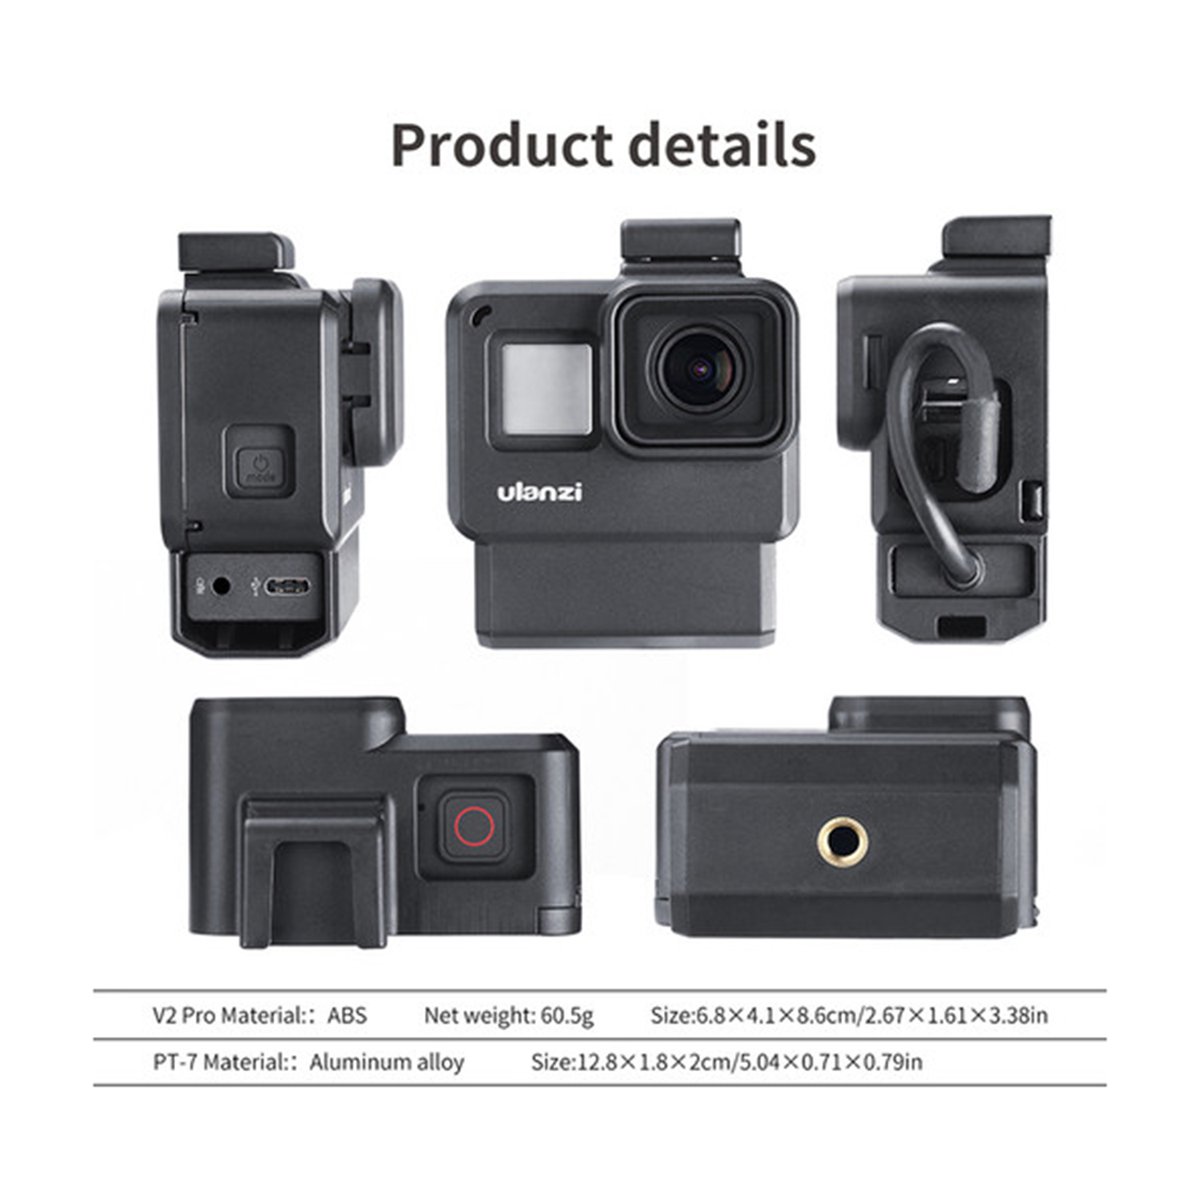 Product details
ulanzi
mode
V2 Pro Material:： ABS Net weight: 60.5g Size:6.8×4.1×8.6cm/2.67×1.61×3.38in
PT-7 Material:： Aluminum alloy Size:12.8×1.8×2cm/5.04×0.71×0.79in